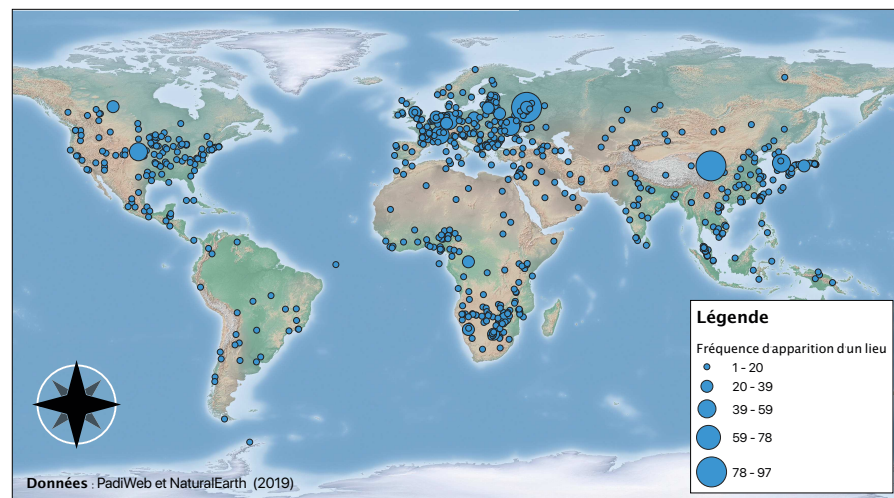 Légende
Fréquence d'apparition d'un lieu
1 - 20
20 - 39
39 - 59
59 - 78
78 - 97
Données : PadiWeb et NaturalEarth (2019)